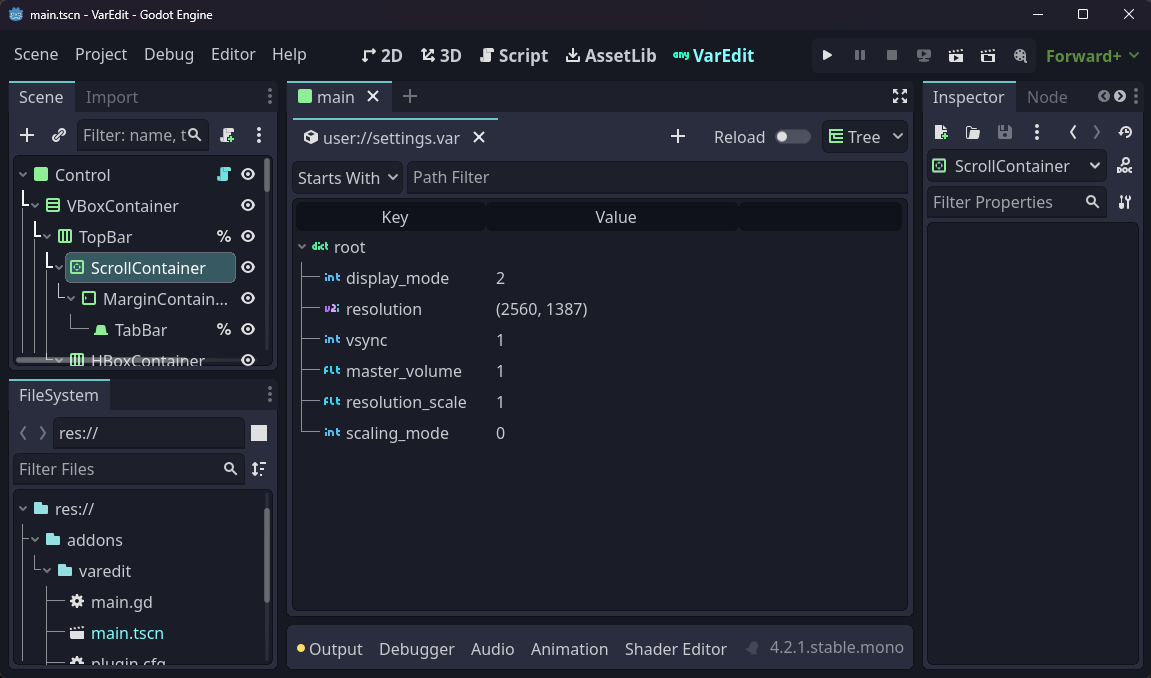 main.tscn - VarEdit - Godot Engine
Scene Project Debug Editor Help 2D 3D Script AssetLib any VarEdit Forward+
Scene Import
Filter: name, t
Control
VBoxContainer
TopBar %
ScrollContainer
MarginContain...
TabBar %
HBoxContainer
FileSystem
res://
Filter Files
res://
addons
varedit
main.gd
main.tscn
plugin.cfg
main
user://settings.var Reload Tree
Starts With Path Filter
Key Value
dict root
int display_mode 2
v2i resolution (2560, 1387)
int vsync 1
flt master_volume 1
flt resolution_scale 1
int scaling_mode 0
Output Debugger Audio Animation Shader Editor 4.2.1.stable.mono
Inspector Node
ScrollContainer DOC
Filter Properties